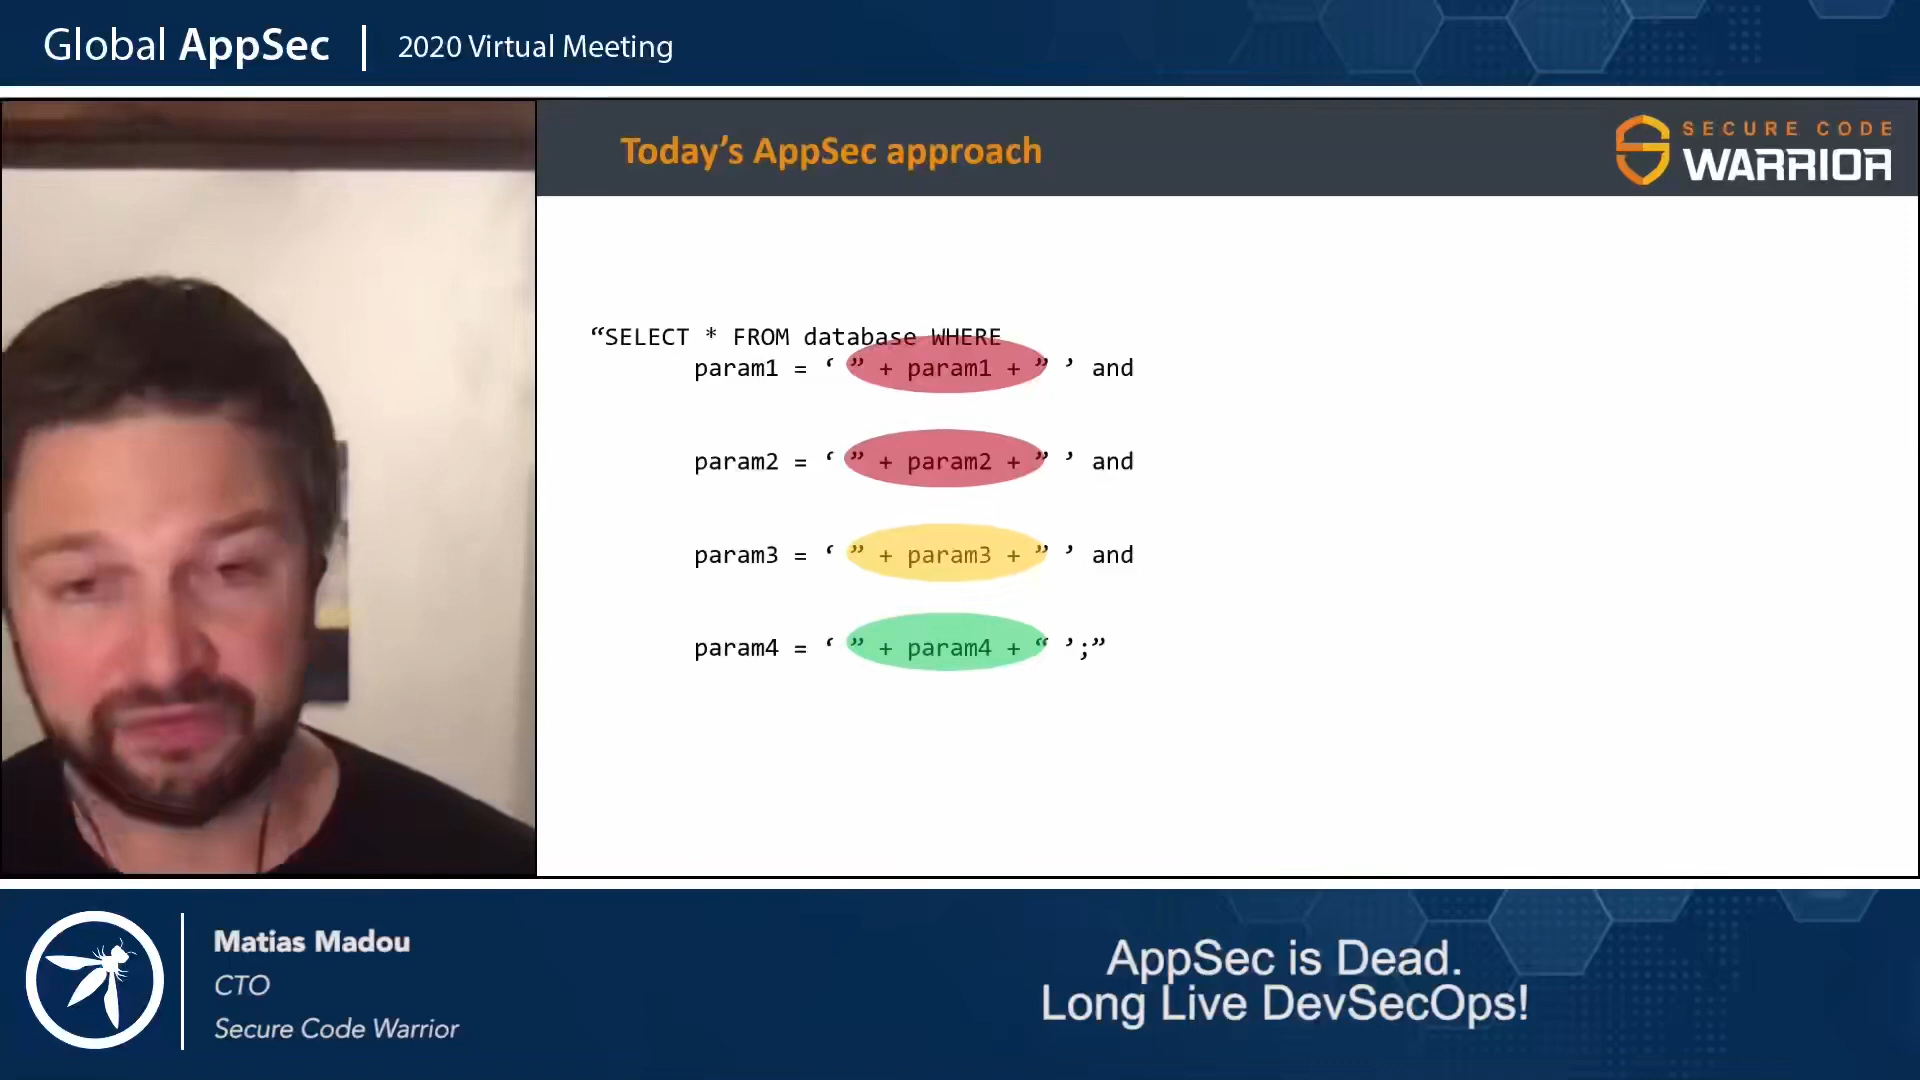 Global AppSec | 2020 Virtual Meeting
Today’s AppSec approach
SECURE CODE
WARRIOR
“SELECT * FROM database WHERE
param1 = ‘ ” + param1 + ” ’ and
param2 = ‘ ” + param2 + ” ’ and
param3 = ‘ ” + param3 + ” ’ and
param4 = ‘ ” + param4 + “ ’;”
Matias Madou
CTO
Secure Code Warrior
AppSec is Dead.
Long Live DevSecOps!